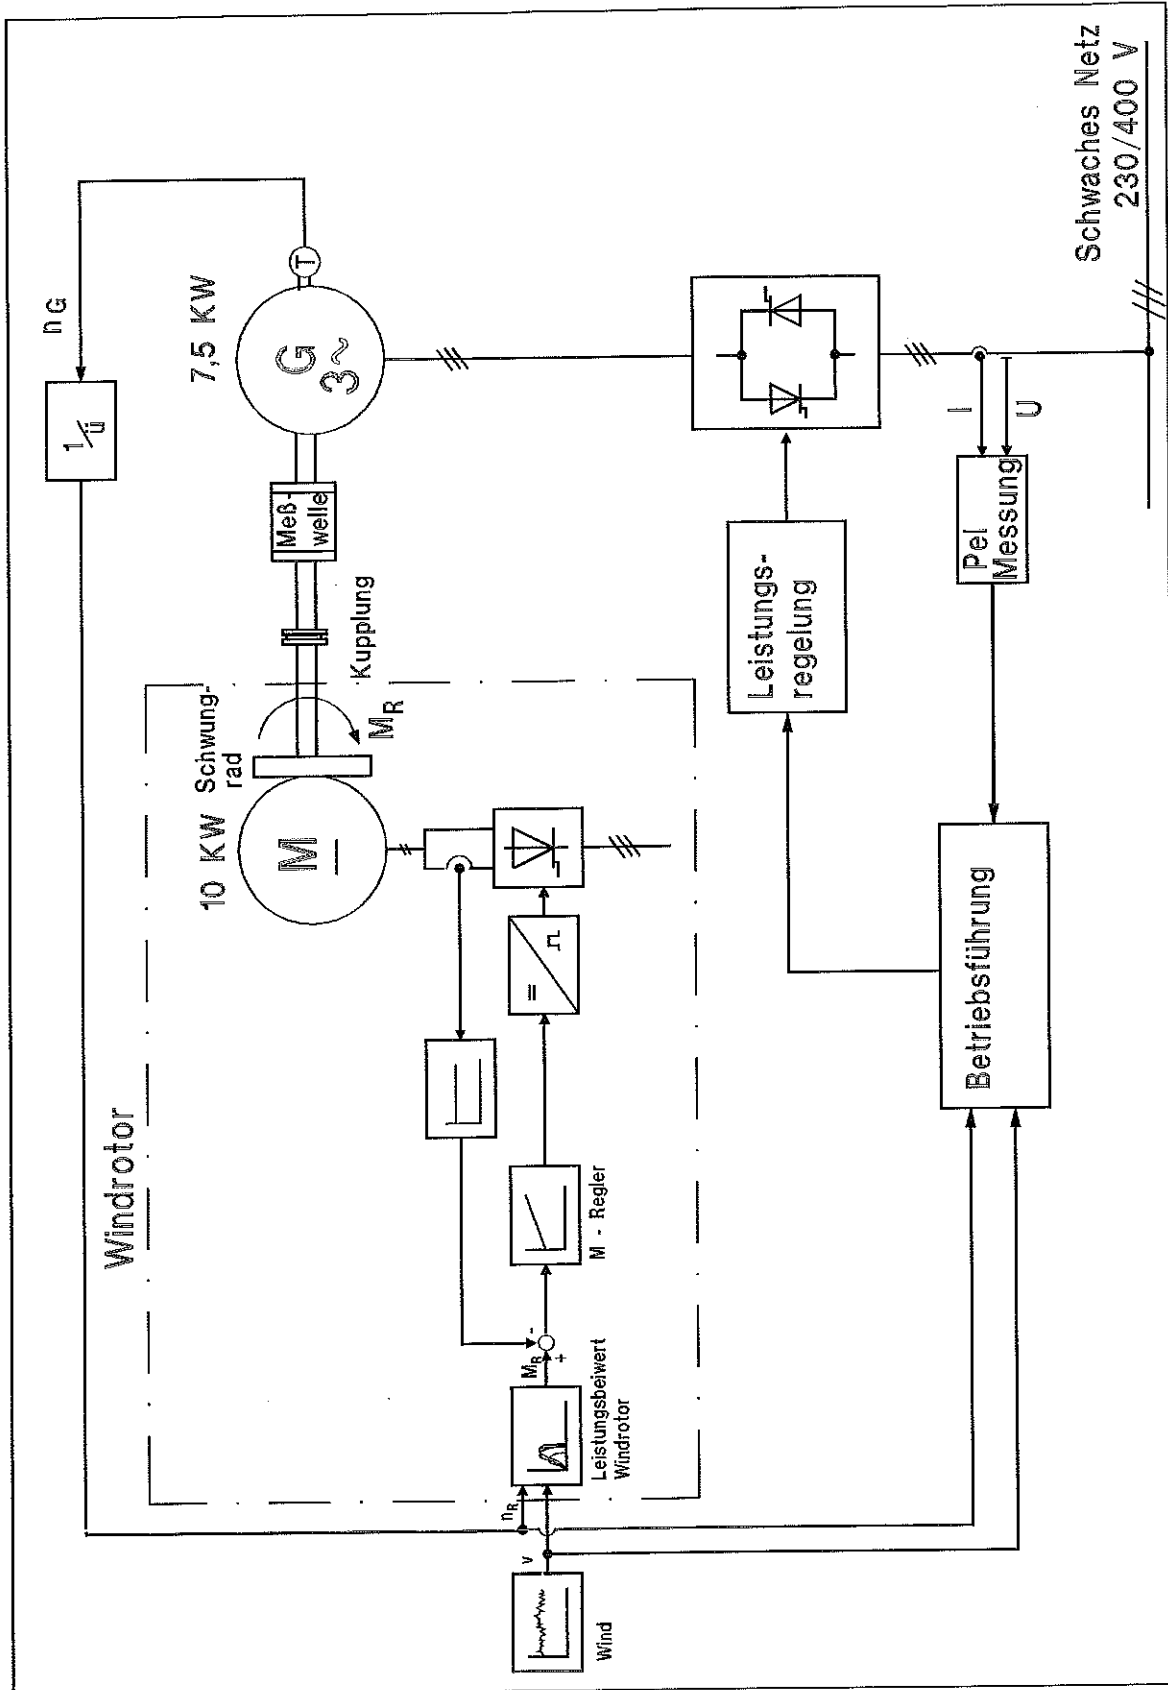 Windrotor
n_G
1/ü
10 KW
Schwung-
rad
M
M_R
Kupplung
Meß-
welle
7,5 KW
G
3~
T
=
M - Regler
M_R
+
-
Leistungsbeiwert
Windrotor
n_R
v
Wind
Betriebsführung
Leistungs-
regelung
Pel
Messung
I
U
Schwaches Netz
230/400 V